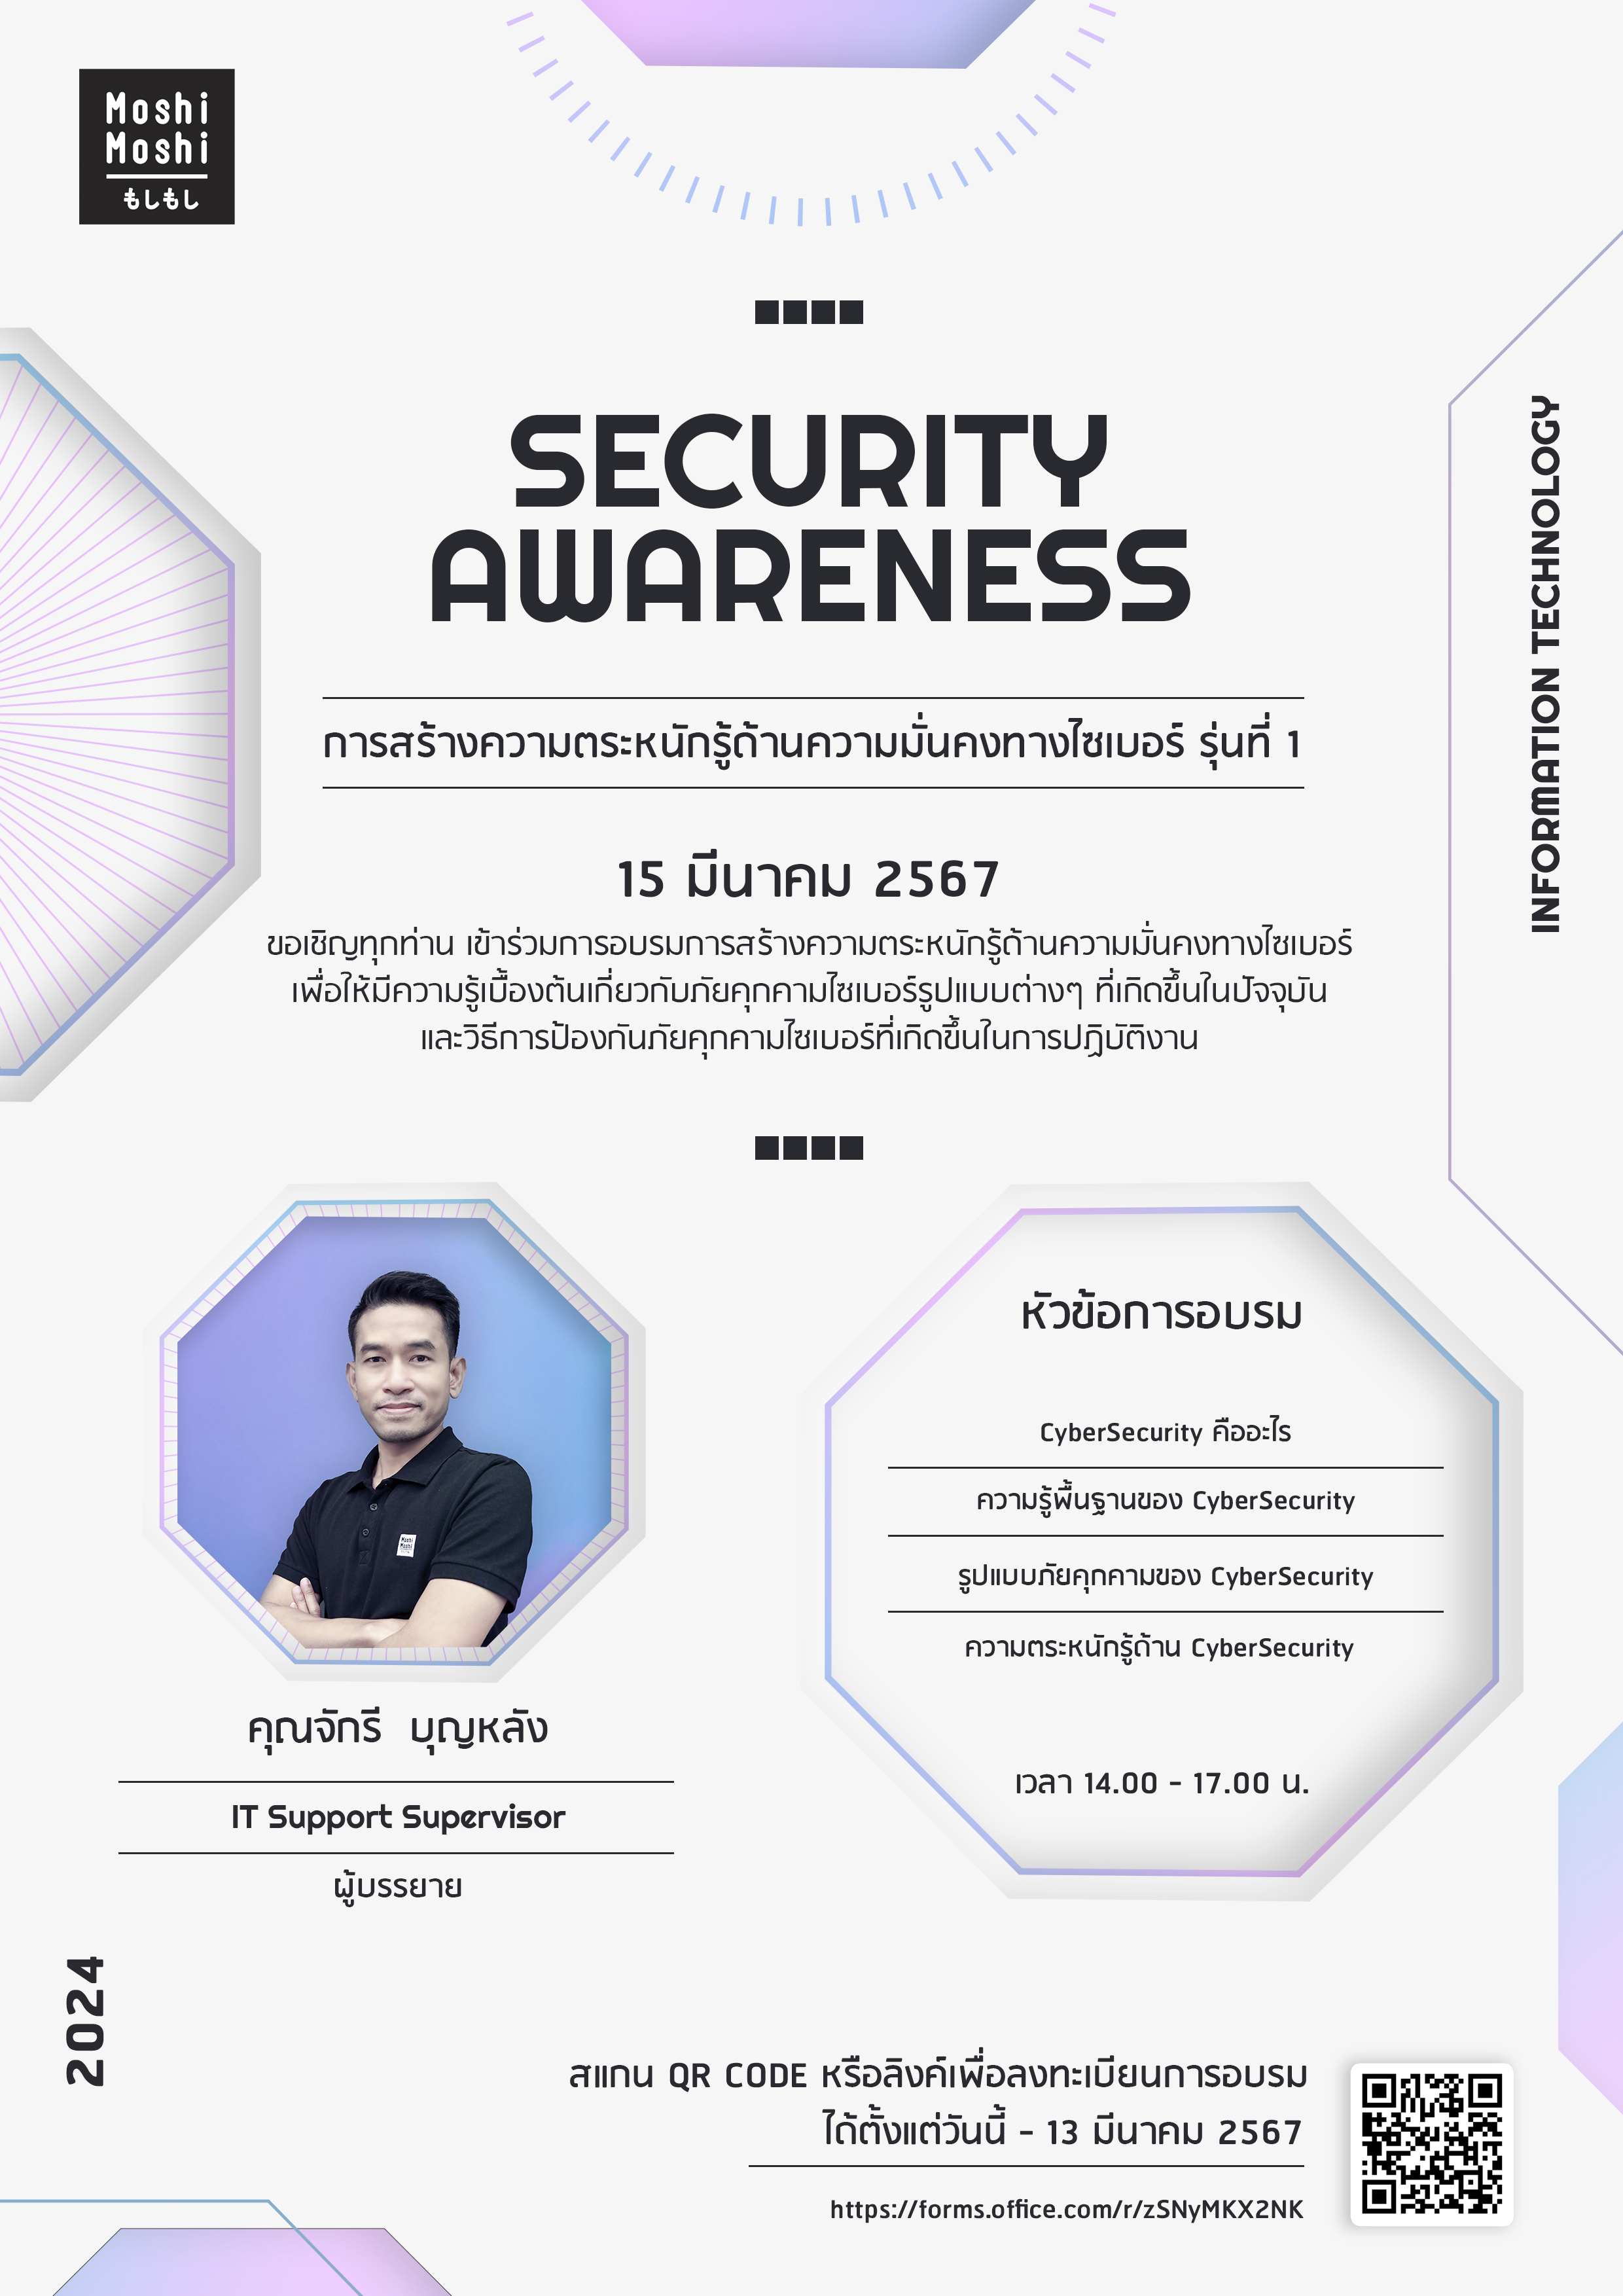 Moshi
Moshi
もしもし
SECURITY
AWARENESS
INFORMATION TECHNOLOGY
การสร้างความตระหนักรู้ด้านความมั่นคงทางไซเบอร์ รุ่นที่ 1
15 มีนาคม 2567
ขอเชิญทุกท่าน เข้าร่วมการอบรมการสร้างความตระหนักรู้ด้านความมั่นคงทางไซเบอร์
เพื่อให้มีความรู้เบื้องต้นเกี่ยวกับภัยคุกคามไซเบอร์รูปแบบต่างๆ ที่เกิดขึ้นในปัจจุบัน
และวิธีการป้องกันภัยคุกคามไซเบอร์ที่เกิดขึ้นในการปฏิบัติงาน
หัวข้อการอบรม
CyberSecurity คืออะไร
ความรู้พื้นฐานของ CyberSecurity
รูปแบบภัยคุกคามของ CyberSecurity
ความตระหนักรู้ด้าน CyberSecurity
เวลา 14.00 - 17.00 น.
คุณจักรี บุญหลัง
IT Support Supervisor
ผู้บรรยาย
2024
สแกน QR CODE หรือลิงค์เพื่อลงทะเบียนการอบรม
ได้ตั้งแต่วันนี้ - 13 มีนาคม 2567
https://forms.office.com/r/zSNyMKX2NK